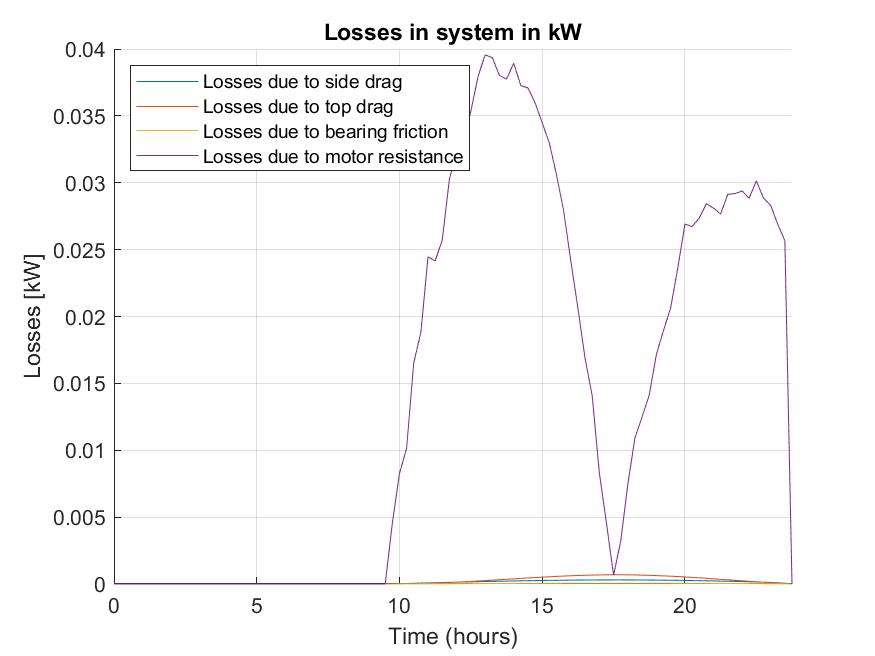 Losses in system in kW
0.04
0.035
0.03
0.025
0.02
0.015
0.01
0.005
0
Losses due to side drag
Losses due to top drag
Losses due to bearing friction
Losses due to motor resistance
Losses [kW]
0 5 10 15 20
Time (hours)